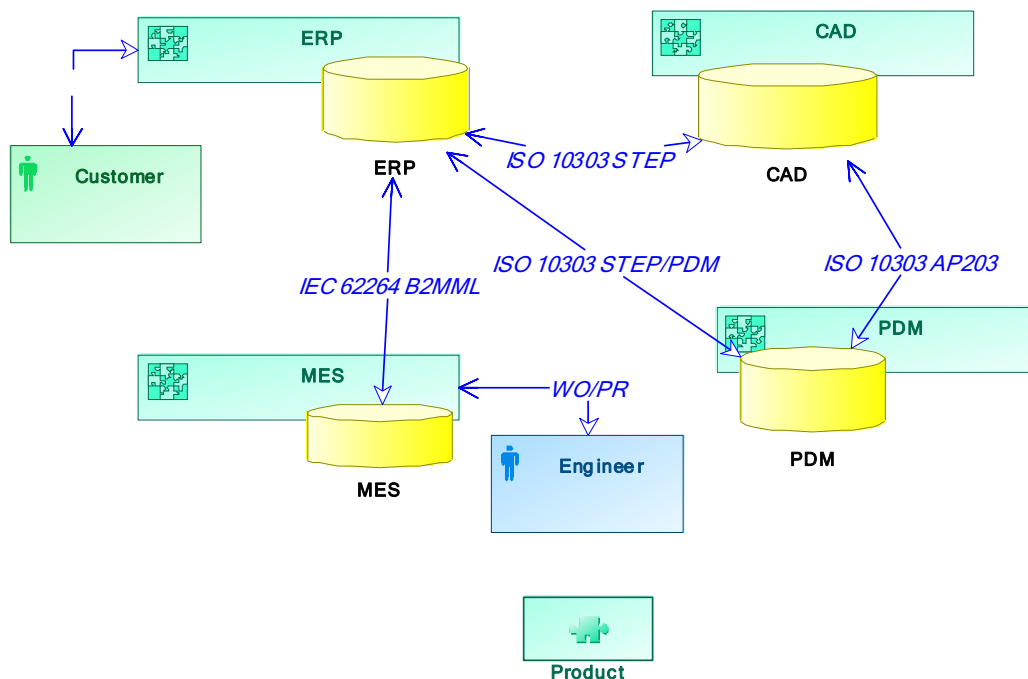 ERP
CAD
ERP
ISO 10303 STEP
CAD
Customer
IEC 62264 B2MML
ISO 10303 STEP/PDM
ISO 10303 AP203
PDM
MES
WO/PR
MES
Engineer
PDM
Product